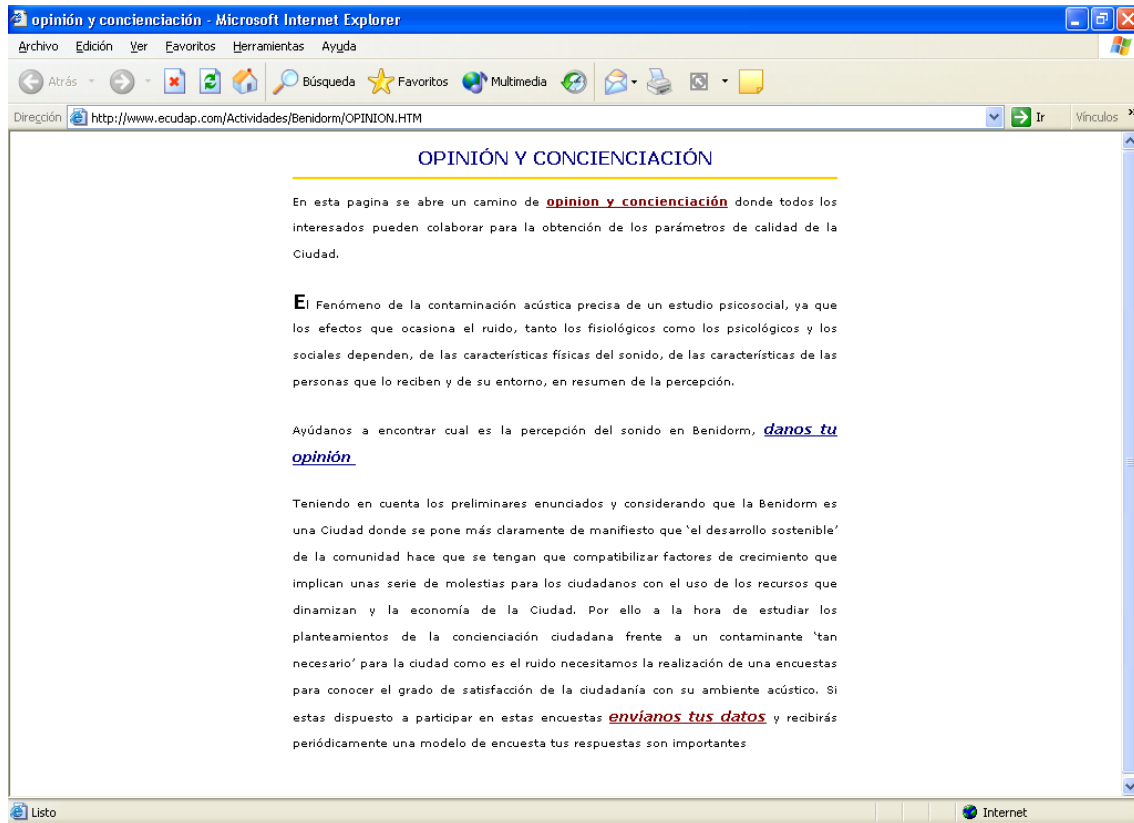 opinión y concienciación - Microsoft Internet Explorer
Archivo Edición Ver Favoritos Herramientas Ayuda
Atrás Búsqueda Favoritos Multimedia
Dirección http://www.ecudap.com/Actividades/Benidorm/OPINION.HTM Ir Vínculos »
OPINIÓN Y CONCIENCIACIÓN
En esta pagina se abre un camino de opinion y concienciación donde todos los
interesados pueden colaborar para la obtención de los parámetros de calidad de la
Ciudad.
El Fenómeno de la contaminación acústica precisa de un estudio psicosocial, ya que
los efectos que ocasiona el ruido, tanto los fisiológicos como los psicológicos y los
sociales dependen, de las características físicas del sonido, de las características de las
personas que lo reciben y de su entorno, en resumen de la percepción.
Ayúdanos a encontrar cual es la percepción del sonido en Benidorm, danos tu
opinión
Teniendo en cuenta los preliminares enunciados y considerando que la Benidorm es
una Ciudad donde se pone más claramente de manifiesto que ‘el desarrollo sostenible’
de la comunidad hace que se tengan que compatibilizar factores de crecimiento que
implican unas serie de molestias para los ciudadanos con el uso de los recursos que
dinamizan y la economía de la Ciudad. Por ello a la hora de estudiar los
planteamientos de la concienciación ciudadana frente a un contaminante ‘tan
necesario’ para la ciudad como es el ruido necesitamos la realización de una encuestas
para conocer el grado de satisfacción de la ciudadanía con su ambiente acústico. Si
estas dispuesto a participar en estas encuestas envíanos tus datos y recibirás
periódicamente una modelo de encuesta tus respuestas son importantes
Listo Internet